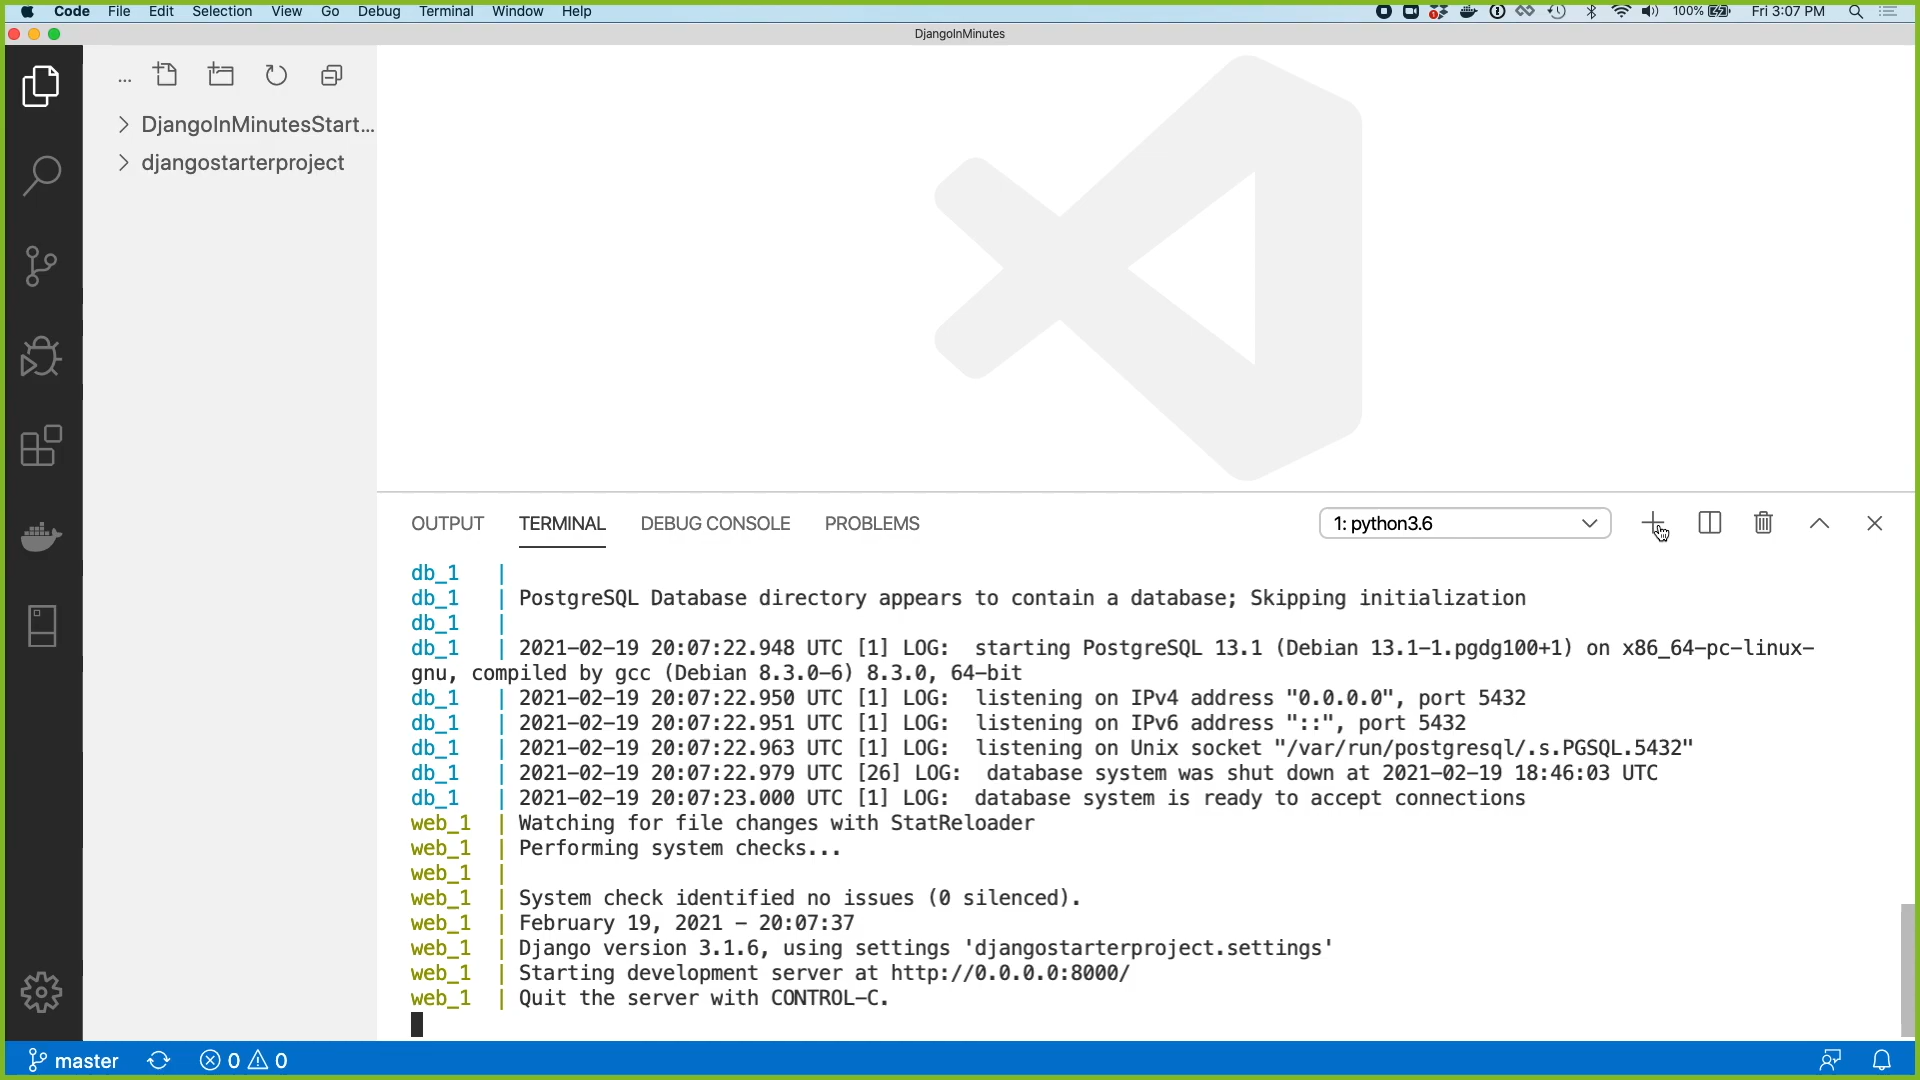 Code File Edit Selection View Go Debug Terminal Window Help 100% Fri 3:07 PM
DjangoInMinutes
...
DjangoInMinutesStart...
djangostarterproject
OUTPUT TERMINAL DEBUG CONSOLE PROBLEMS 1: python3.6
db_1 |
db_1 | PostgreSQL Database directory appears to contain a database; Skipping initialization
db_1 |
db_1 | 2021-02-19 20:07:22.948 UTC [1] LOG:  starting PostgreSQL 13.1 (Debian 13.1-1.pgdg100+1) on x86_64-pc-linux-
gnu, compiled by gcc (Debian 8.3.0-6) 8.3.0, 64-bit
db_1 | 2021-02-19 20:07:22.950 UTC [1] LOG:  listening on IPv4 address "0.0.0.0", port 5432
db_1 | 2021-02-19 20:07:22.951 UTC [1] LOG:  listening on IPv6 address "::", port 5432
db_1 | 2021-02-19 20:07:22.963 UTC [1] LOG:  listening on Unix socket "/var/run/postgresql/.s.PGSQL.5432"
db_1 | 2021-02-19 20:07:22.979 UTC [26] LOG:  database system was shut down at 2021-02-19 18:46:03 UTC
db_1 | 2021-02-19 20:07:23.000 UTC [1] LOG:  database system is ready to accept connections
web_1 | Watching for file changes with StatReloader
web_1 | Performing system checks...
web_1 |
web_1 | System check identified no issues (0 silenced).
web_1 | February 19, 2021 - 20:07:37
web_1 | Django version 3.1.6, using settings 'djangostarterproject.settings'
web_1 | Starting development server at http://0.0.0.0:8000/
web_1 | Quit the server with CONTROL-C.
master 0 0